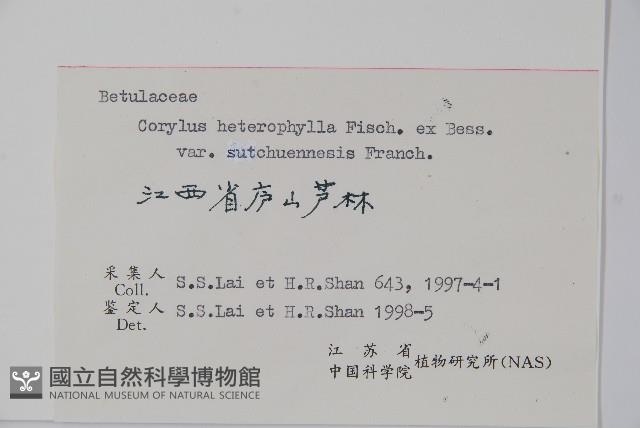 Betulaceae
Corylus heterophylla Fisch. ex Bess.
var. sutchuennesis Franch.
江西省庐山芦林
采集人 S.S.Lai et H.R.Shan 643, 1997-4-1
Coll.
鉴定人 S.S.Lai et H.R.Shan 1998-5
Det.
江苏省
中国科学院 植物研究所(NAS)
國立自然科學博物館
NATIONAL MUSEUM OF NATURAL SCIENCE